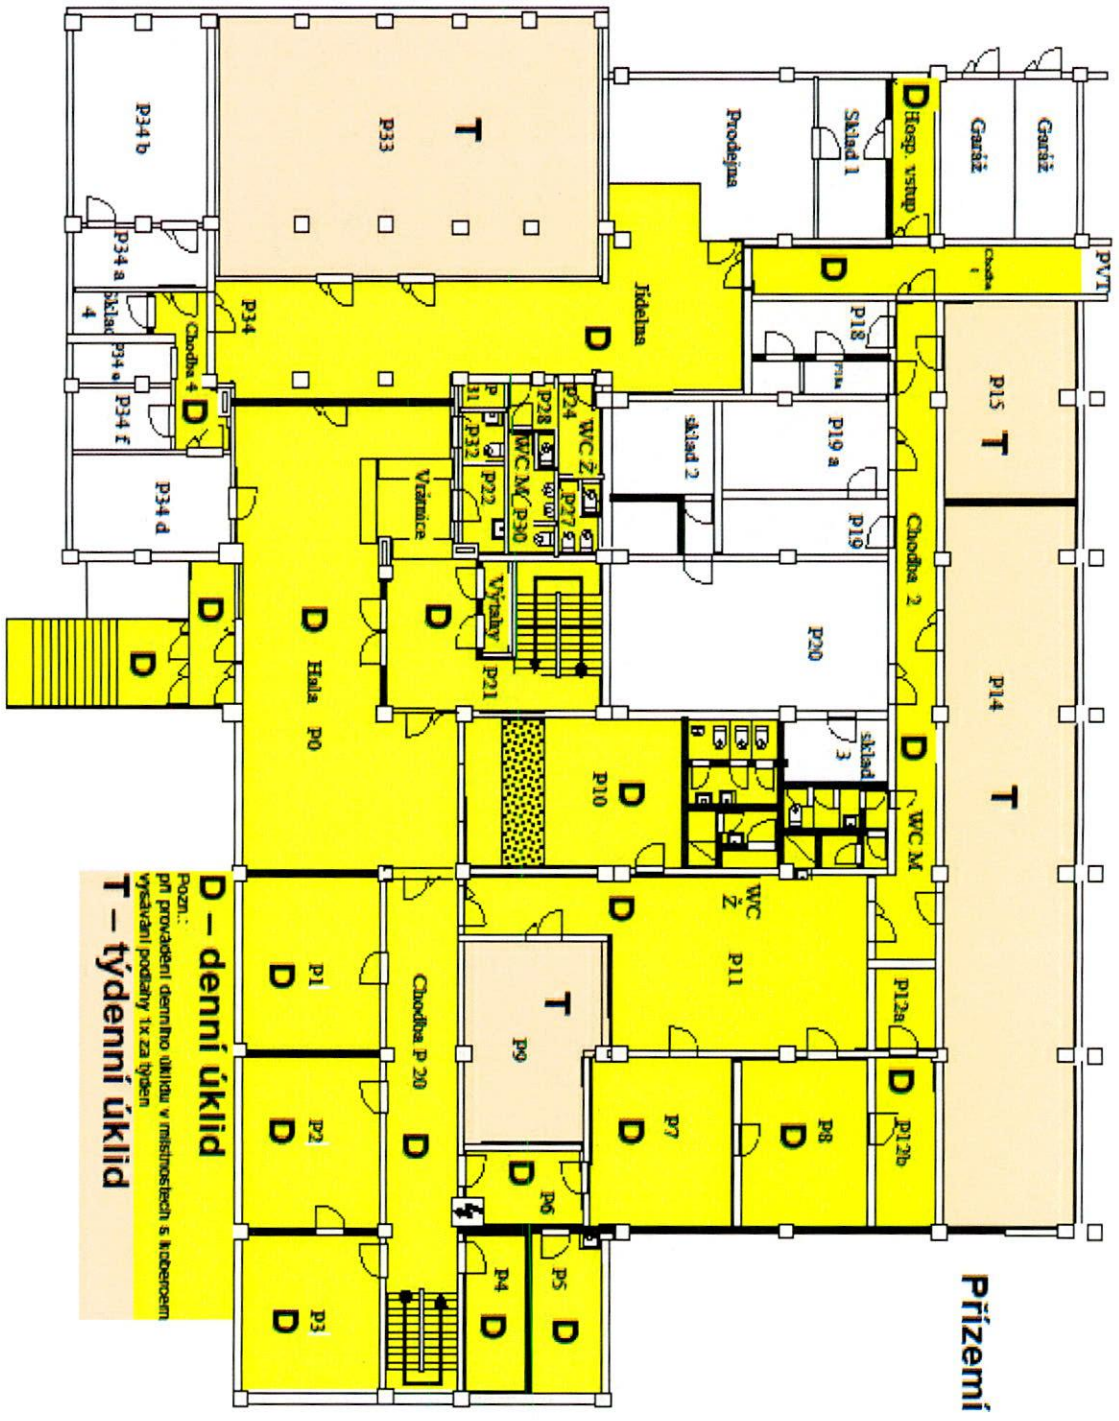 Přízemí
PVT
Garáž
Garáž
D Hosp. vstup
Chodba 1
D
P15
T
P14
T
Chodba 2
D
WC M
P12a
P12b
D
Sklad 1
Prodejna
P18
P18a
P19 a
P19
sklad 2
P20
sklad 3
P8
D
P7
D
P11
WC Ž
D
P10
D
Jídelna
D
P24
WC Ž
P27
P28
WC M
P30
P31
P32
P22
Výtahy
P21
D
Vrátnice
P9
T
P6
D
P5
D
P4
D
Chodba P 20
D
P33
T
P34
Hala P0
D
P1
D
P2
D
P3
D
P34 b
P34 a
Sklad 4
Chodba 4
D
P34 e
P34 f
P34 d
D
D
D – denní úklid
Pozn.:
při provádění denního úklidu v místnostech s kobercem
vysávání podlahy 1x za týden
T – týdenní úklid